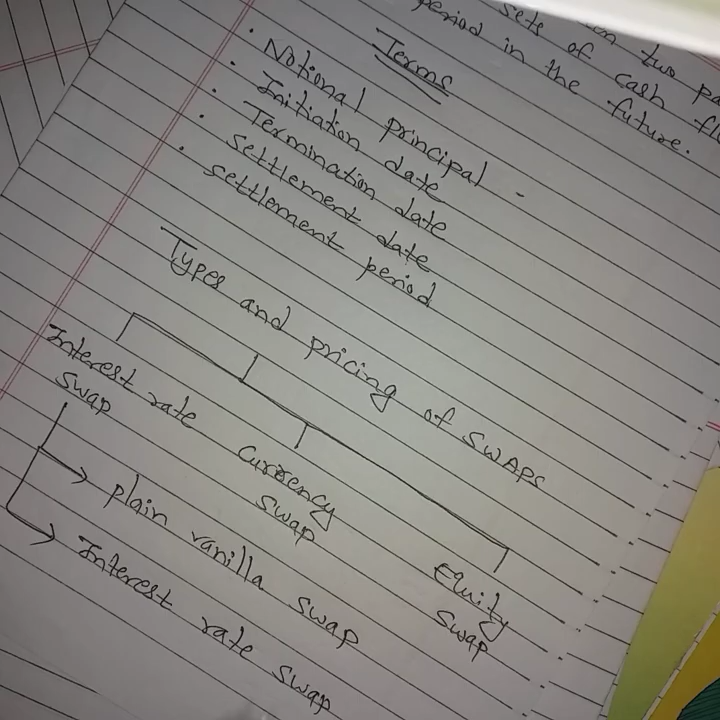 sets of cash
period in the future.
two
Terms
• Notional principal -
• Initiation date
• Termination date
• settlement date
• settlement period
Types and pricing of SWAPS
Interest rate swap
Currency swap
Equity swap
→ plain vanilla swap
→ Interest rate swap